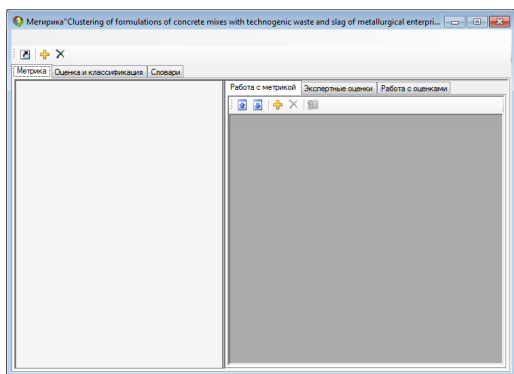 Метирика"Clustering of formulations of concrete mixes with technogenic waste and slag of metallurgical enterpri...
Метрика Оценка и классификация Словари
Работа с метрикой Экспертные оценки Работа с оценками